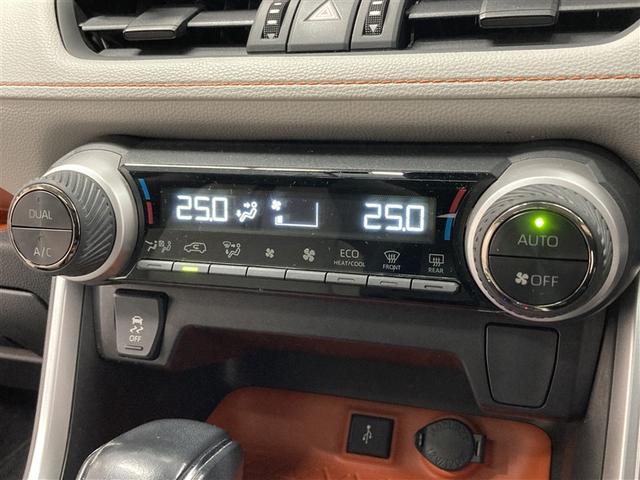 DUAL
A/C
25.0
25.0
ECO
HEAT/COOL
FRONT
REAR
AUTO
OFF
OFF